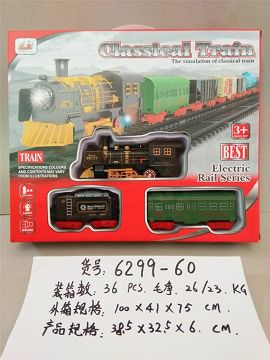 Classical Train
The simulation of classical train
3+
BEST
Electric
Rail Series
TRAIN
SPECIFICATIONS COLOURS
AND CONTENTS MAY VARY
FROM ILLUSTRATIONS
货号: 6299-60
装箱数: 36 PCS. 毛净: 26/23. KG
外箱规格: 100×41×75 CM.
产品规格: 38.5×32.5×6. CM.